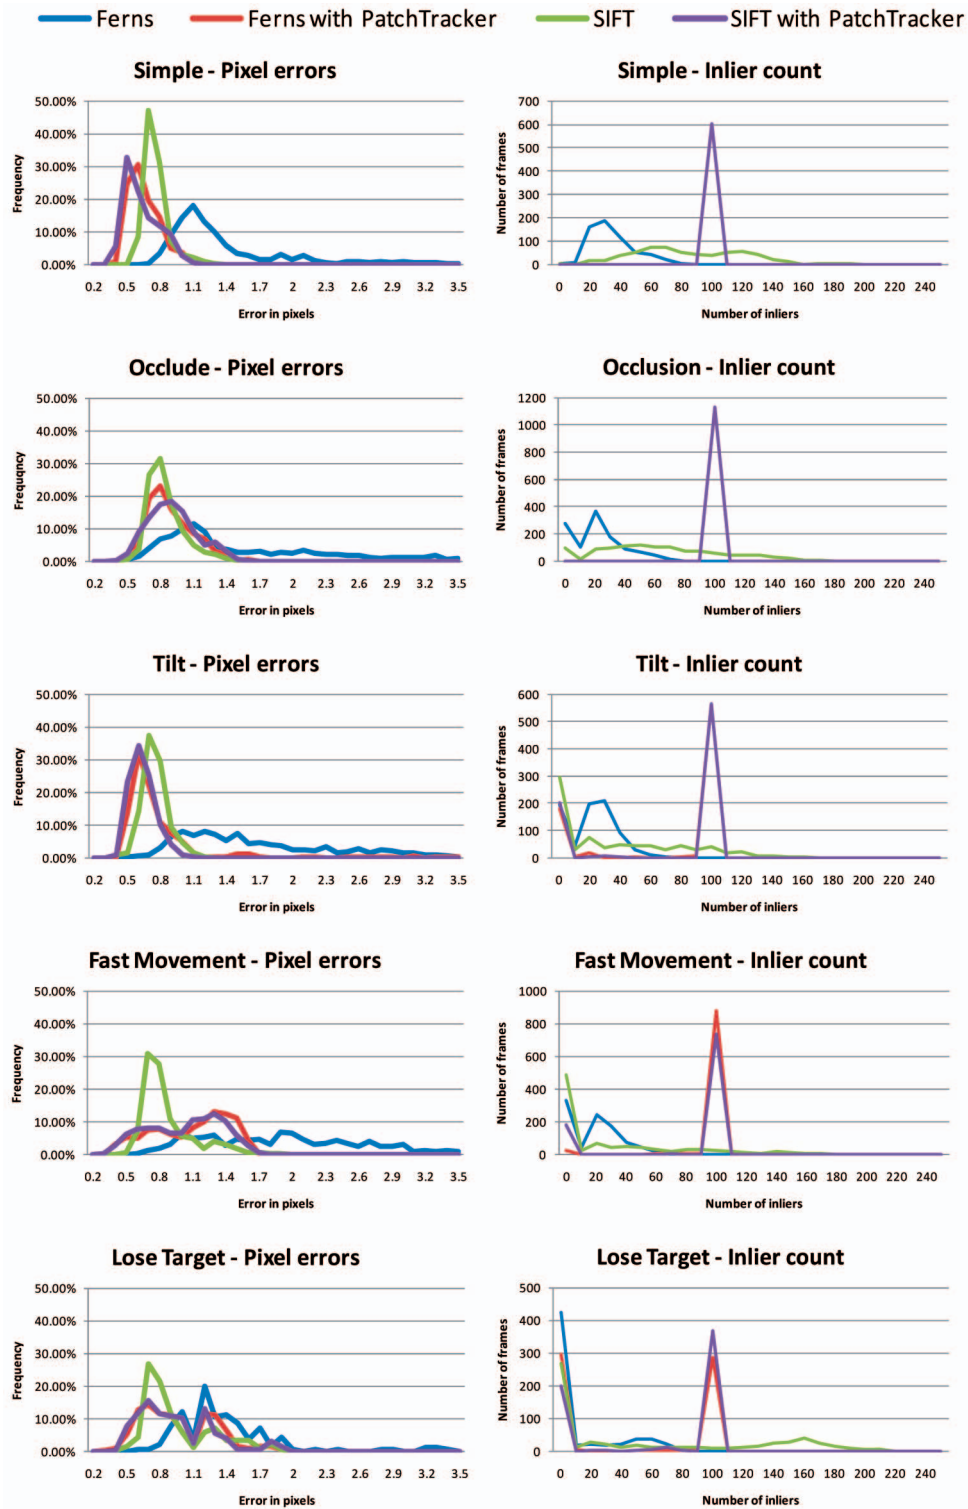 Ferns Ferns with PatchTracker SIFT SIFT with PatchTracker
Simple - Pixel errors
50.00%
40.00%
30.00%
20.00%
10.00%
0.00%
Frequency
0.2 0.5 0.8 1.1 1.4 1.7 2 2.3 2.6 2.9 3.2 3.5
Error in pixels
Simple - Inlier count
700
600
500
400
300
200
100
0
Number of frames
0 20 40 60 80 100 120 140 160 180 200 220 240
Number of inliers
Occlude - Pixel errors
50.00%
40.00%
30.00%
20.00%
10.00%
0.00%
Frequqncy
0.2 0.5 0.8 1.1 1.4 1.7 2 2.3 2.6 2.9 3.2 3.5
Error in pixels
Occlusion - Inlier count
1200
1000
800
600
400
200
0
Number of frames
0 20 40 60 80 100 120 140 160 180 200 220 240
Number of inliers
Tilt - Pixel errors
50.00%
40.00%
30.00%
20.00%
10.00%
0.00%
Frequency
0.2 0.5 0.8 1.1 1.4 1.7 2 2.3 2.6 2.9 3.2 3.5
Error in pixels
Tilt - Inlier count
600
500
400
300
200
100
0
Number of frames
0 20 40 60 80 100 120 140 160 180 200 220 240
Number of inliers
Fast Movement - Pixel errors
50.00%
40.00%
30.00%
20.00%
10.00%
0.00%
Frequency
0.2 0.5 0.8 1.1 1.4 1.7 2 2.3 2.6 2.9 3.2 3.5
Error in pixels
Fast Movement - Inlier count
1000
800
600
400
200
0
Number of frames
0 20 40 60 80 100 120 140 160 180 200 220 240
Number of inliers
Lose Target - Pixel errors
50.00%
40.00%
30.00%
20.00%
10.00%
0.00%
Frequency
0.2 0.5 0.8 1.1 1.4 1.7 2 2.3 2.6 2.9 3.2 3.5
Error in pixels
Lose Target - Inlier count
500
400
300
200
100
0
Number of frames
0 20 40 60 80 100 120 140 160 180 200 220 240
Number of inliers